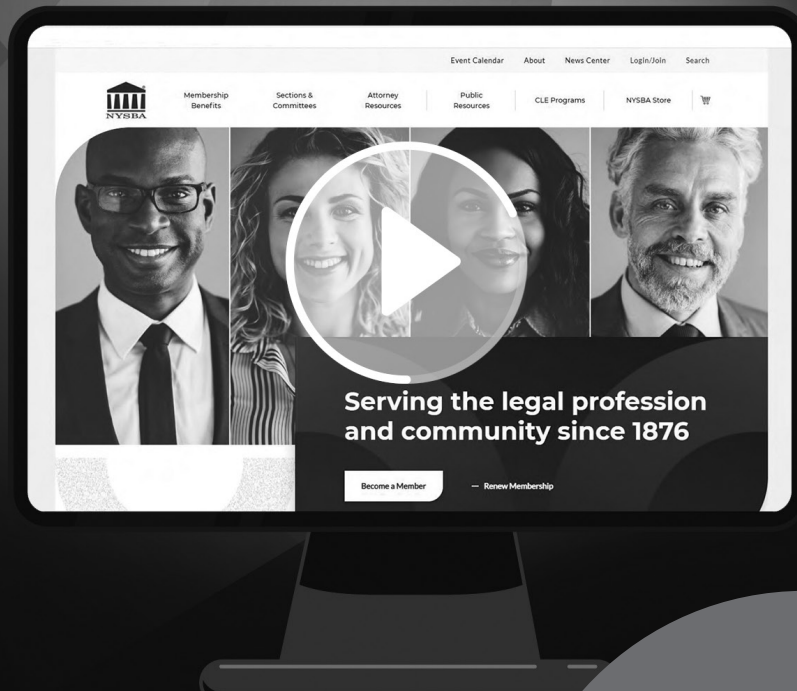 Event Calendar About News Center Login/Join Search
NYSBA
Membership
Benefits
Sections &
Committees
Attorney
Resources
Public
Resources
CLE Programs
NYSBA Store
Serving the legal profession
and community since 1876
Become a Member
— Renew Membership